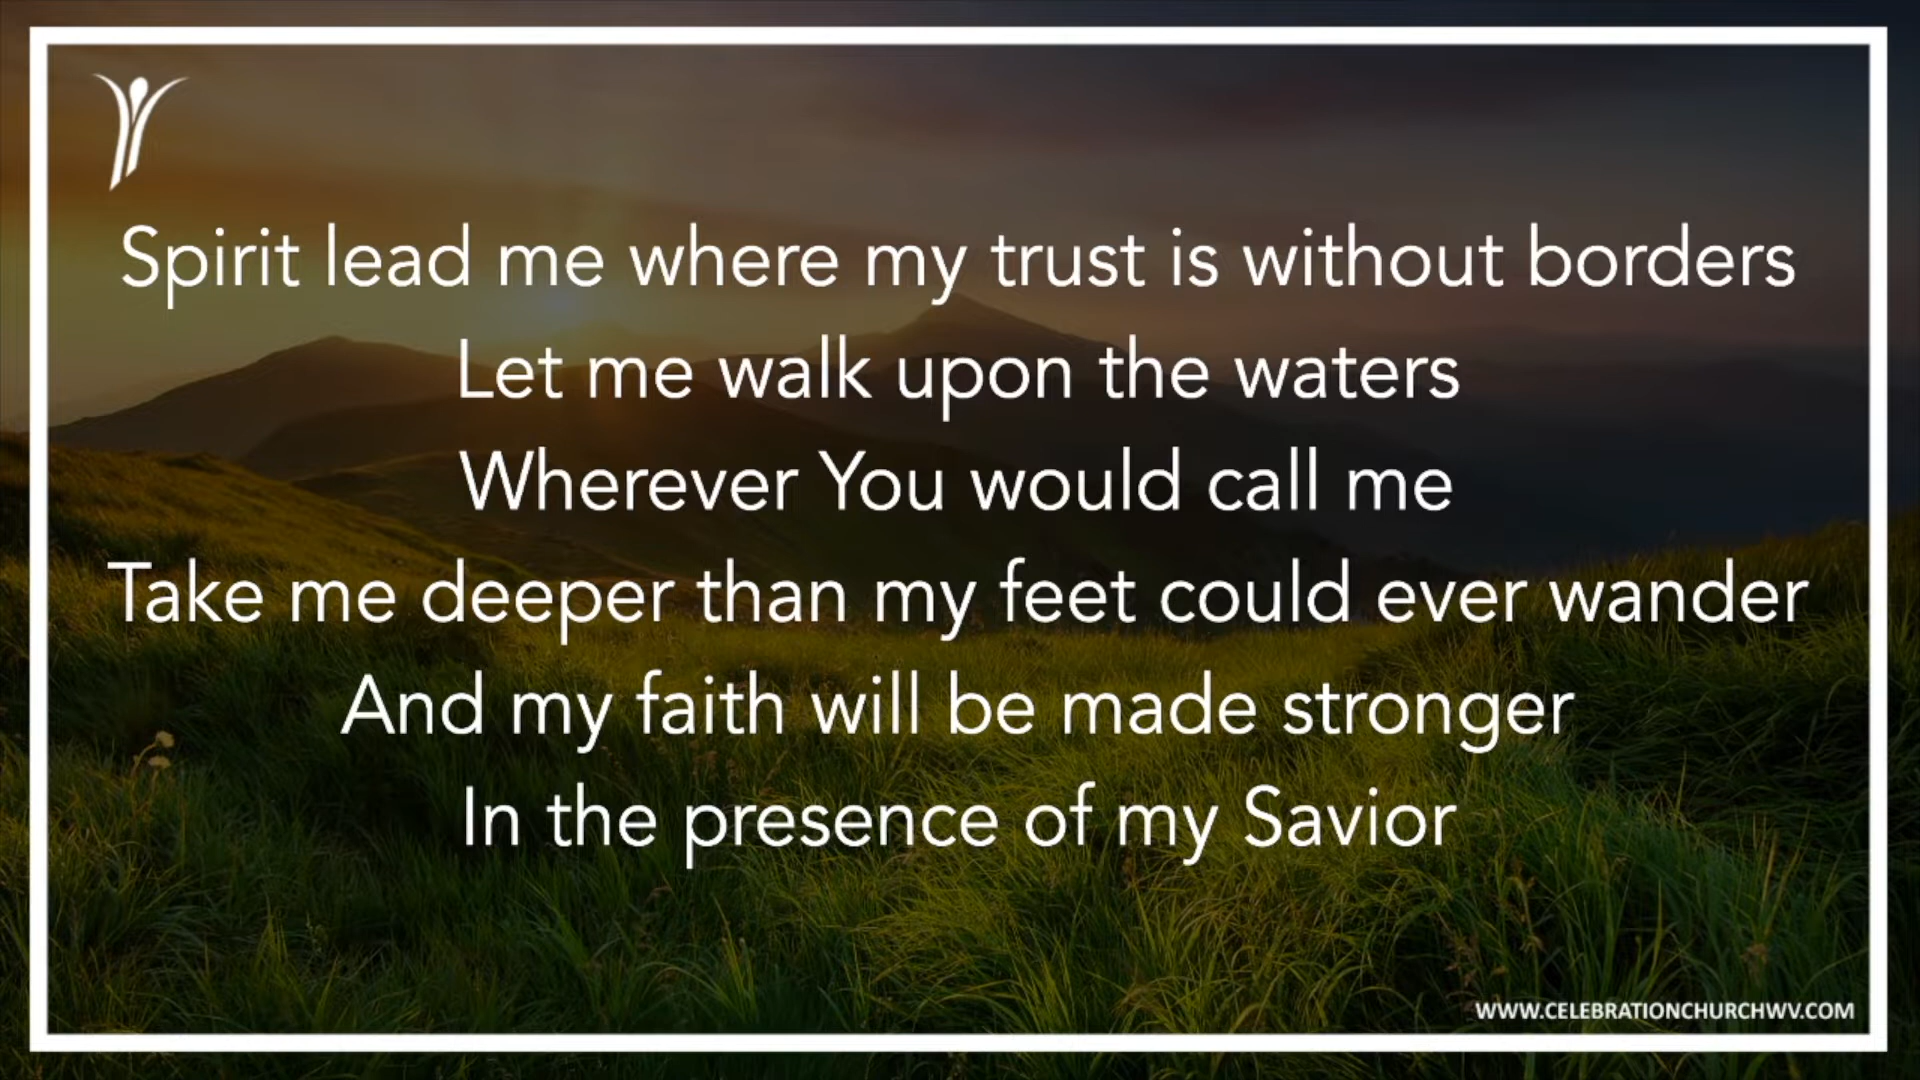 Spirit lead me where my trust is without borders
Let me walk upon the waters
Wherever You would call me
Take me deeper than my feet could ever wander
And my faith will be made stronger
In the presence of my Savior
WWW.CELEBRATIONCHURCHWV.COM